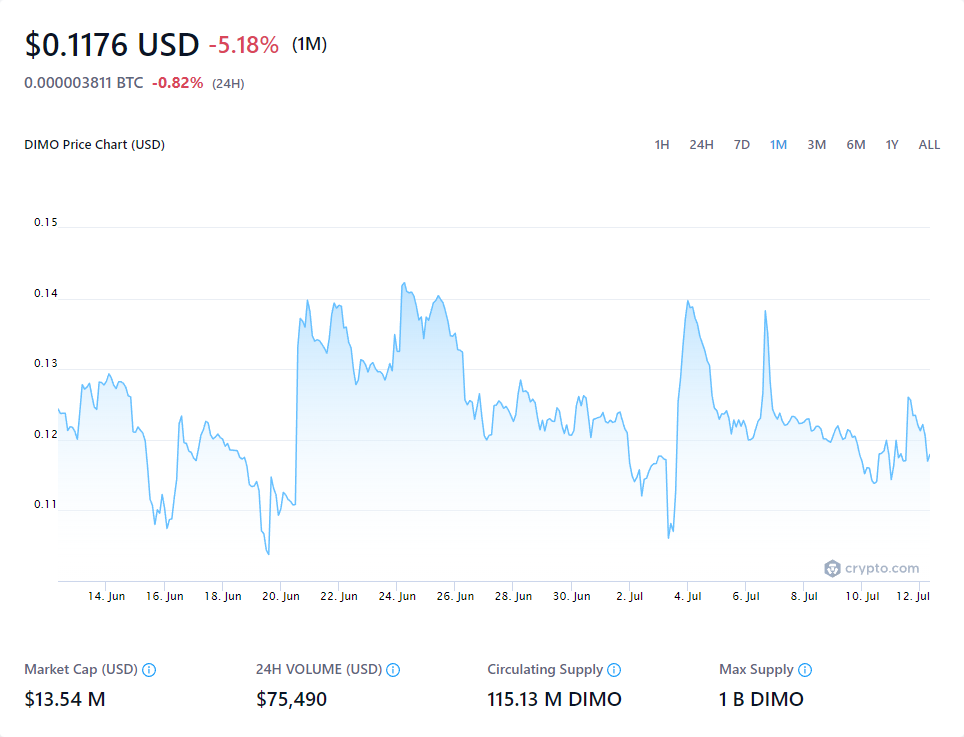 $0.1176 USD -5.18% (1M)
0.000003811 BTC -0.82% (24H)
DIMO Price Chart (USD) 1H 24H 7D 1M 3M 6M 1Y ALL
0.15
0.14
0.13
0.12
0.11
crypto.com
14. Jun 16. Jun 18. Jun 20. Jun 22. Jun 24. Jun 26. Jun 28. Jun 30. Jun 2. Jul 4. Jul 6. Jul 8. Jul 10. Jul 12. Jul
Market Cap (USD) 24H VOLUME (USD) Circulating Supply Max Supply
$13.54 M $75,490 115.13 M DIMO 1 B DIMO